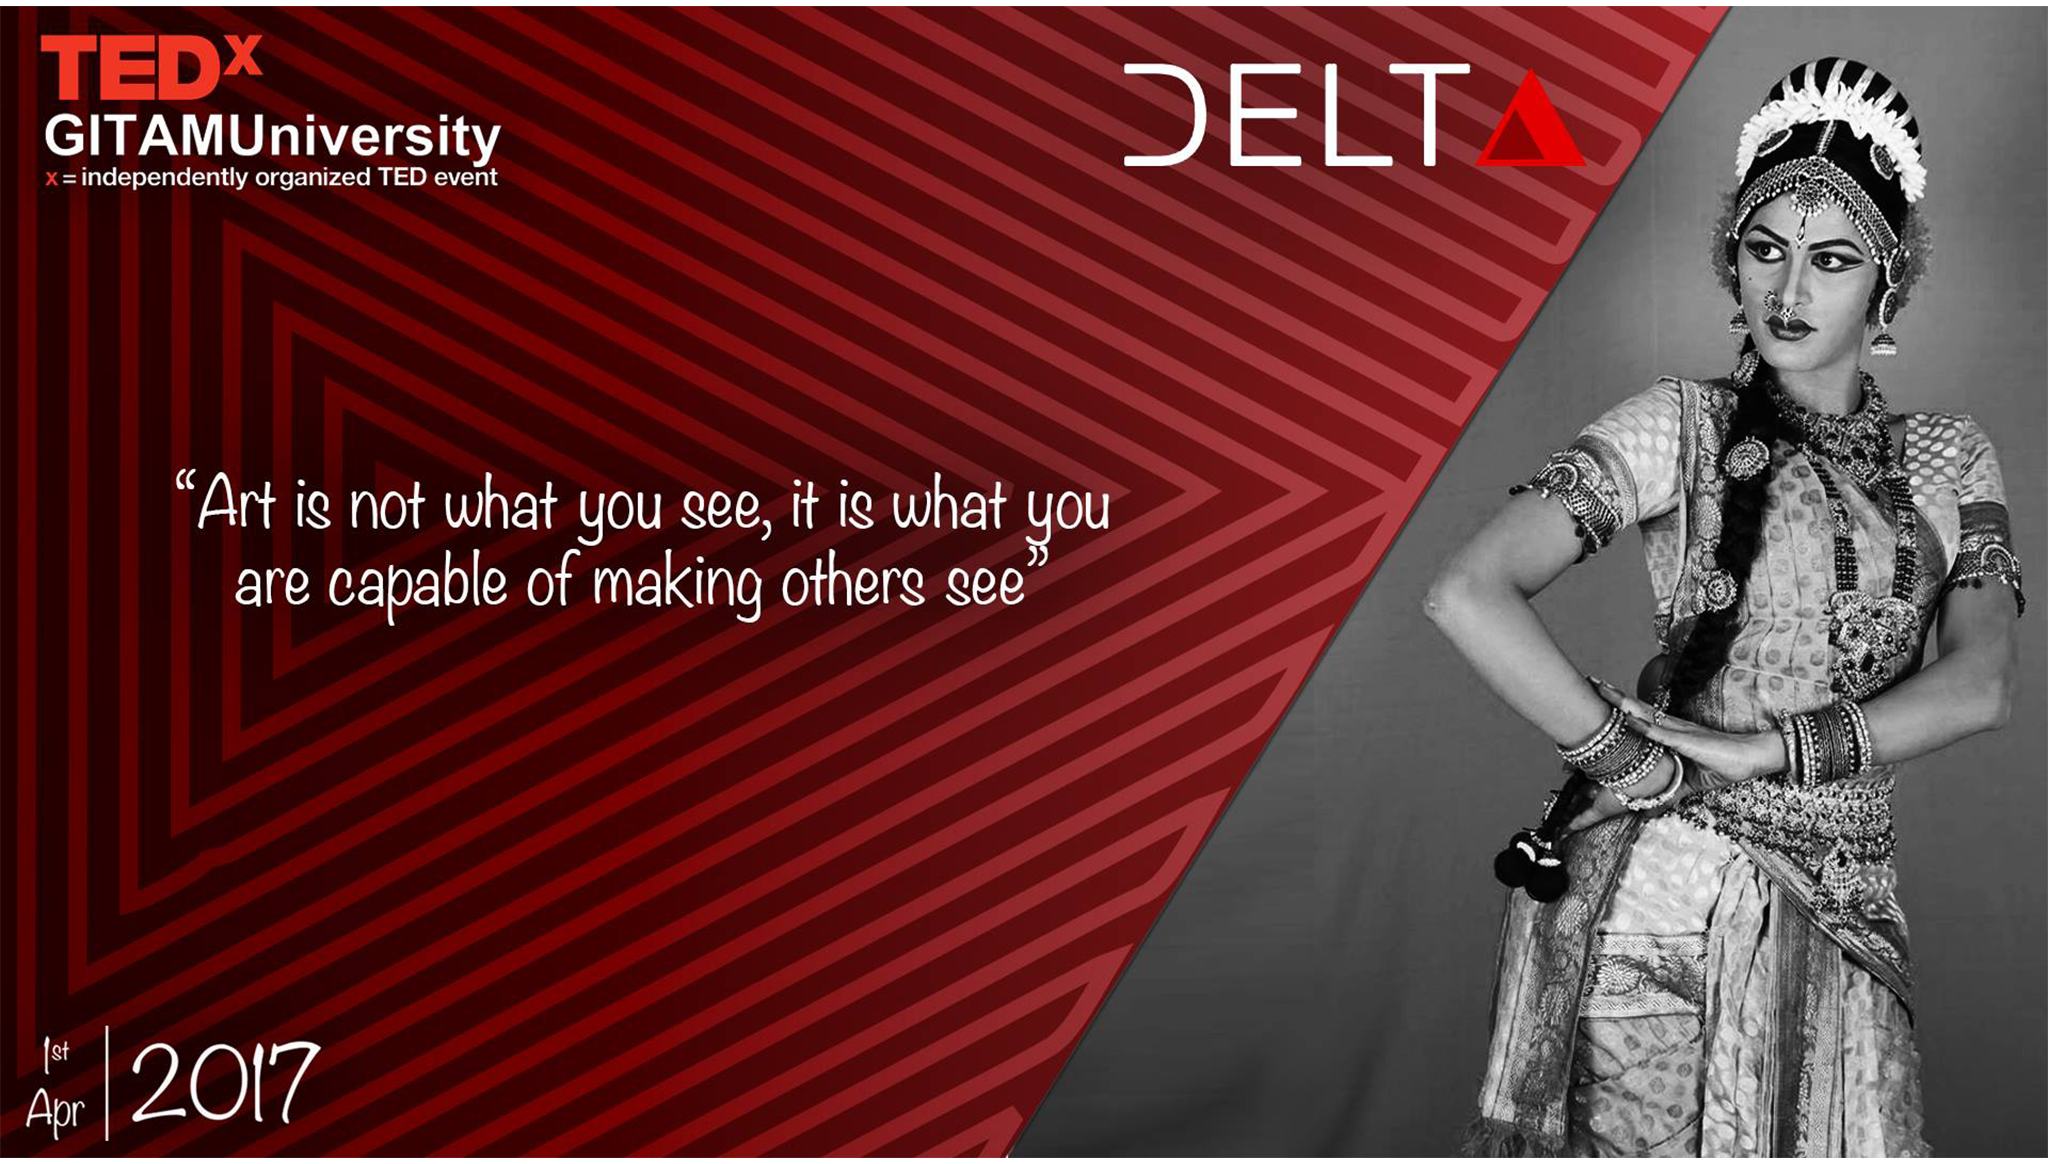 TEDx
GITAMUniversity
x = independently organized TED event
DELTA
“Art is not what you see, it is what you
are capable of making others see”
1st
Apr
2017